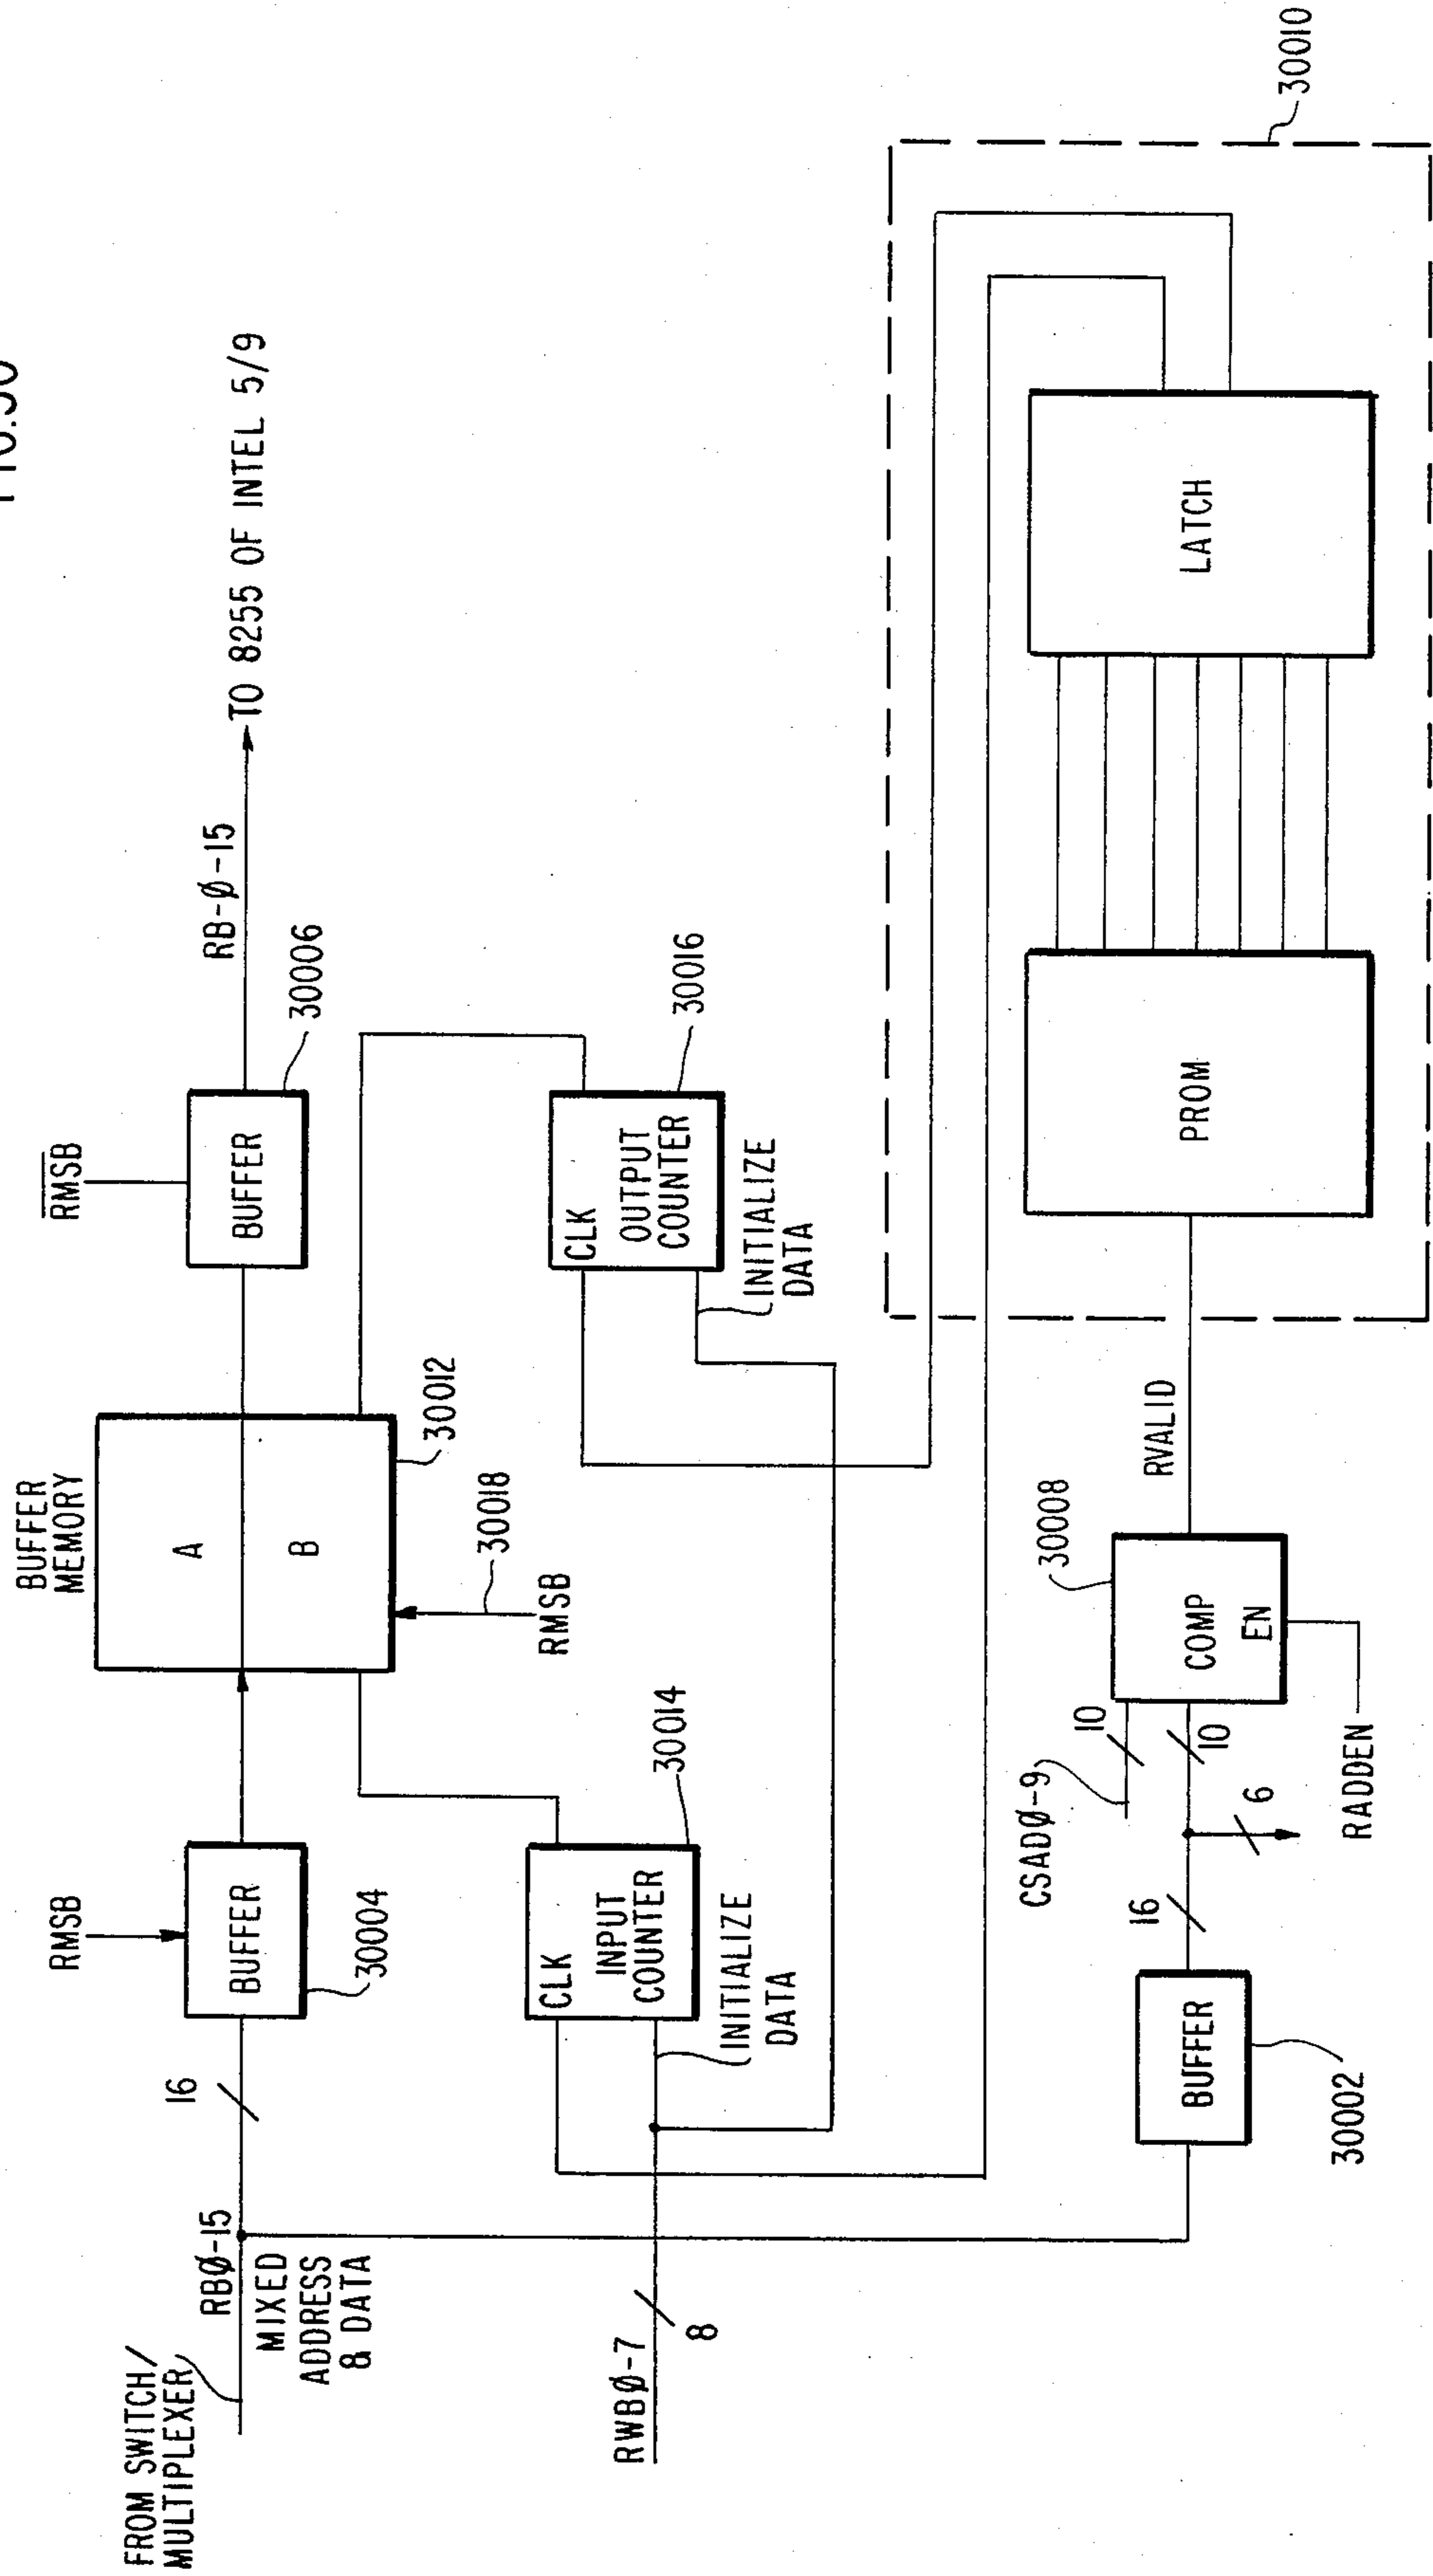 FROM SWITCH/
MULTIPLEXER
RBØ-15
MIXED
ADDRESS
& DATA
16
RMSB
BUFFER
30004
BUFFER
MEMORY
A
B
30012
30018
RMSB
RMSB
BUFFER
30006
RB-Ø-15
TO 8255 OF INTEL 5/9
RWBØ-7
8
CLK
INPUT
COUNTER
30014
INITIALIZE
DATA
CLK
OUTPUT
COUNTER
30016
INITIALIZE
DATA
BUFFER
30002
16
6
10
10
CSADØ-9
COMP
EN
30008
RADDEN
RVALID
PROM
LATCH
30010